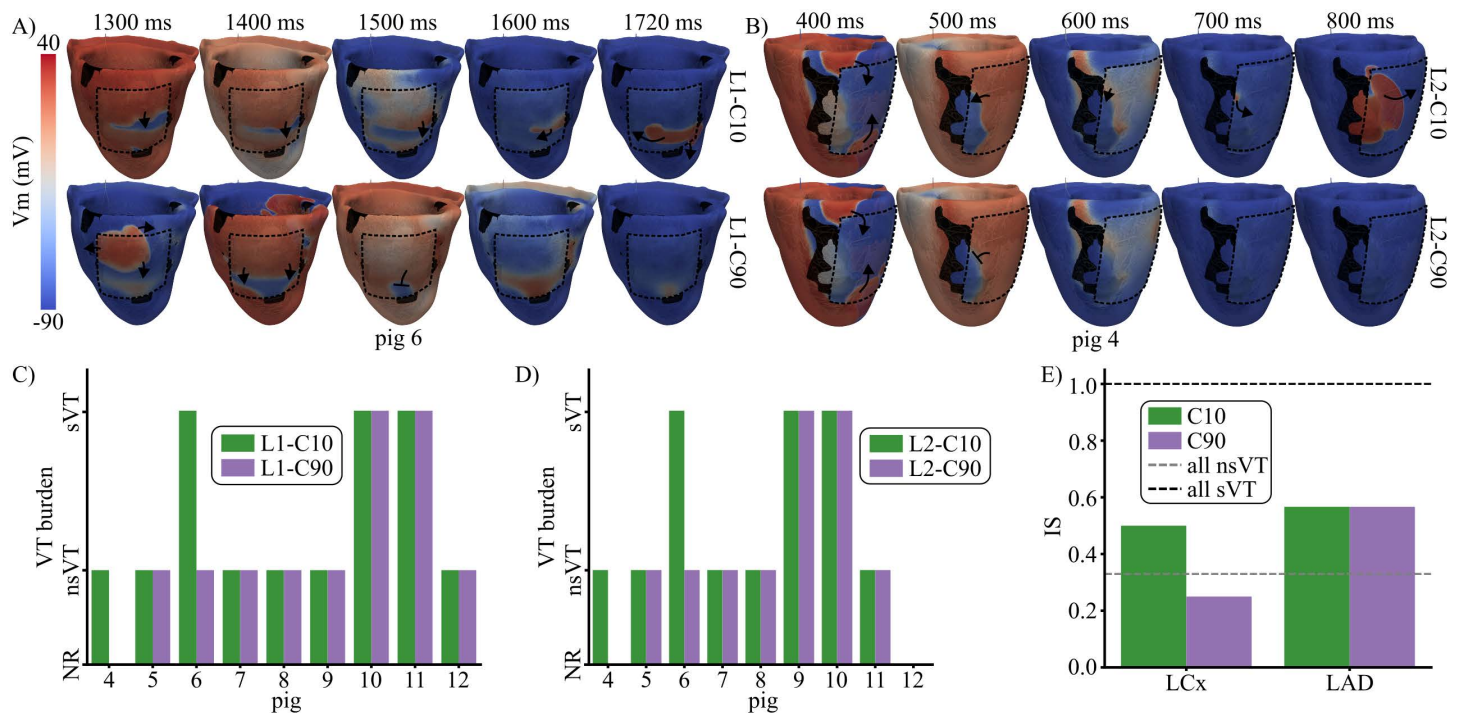 A) 1300 ms 1400 ms 1500 ms 1600 ms 1720 ms
40
Vm (mV)
-90
L1-C10
L1-C90
pig 6
B) 400 ms 500 ms 600 ms 700 ms 800 ms
L2-C10
L2-C90
pig 4
C)
VT burden
sVT
nsVT
NR
L1-C10
L1-C90
4 5 6 7 8 9 10 11 12
pig
D)
VT burden
sVT
nsVT
NR
L2-C10
L2-C90
4 5 6 7 8 9 10 11 12
pig
E)
IS
1.0
0.8
0.6
0.4
0.2
0.0
C10
C90
all nsVT
all sVT
LCx LAD